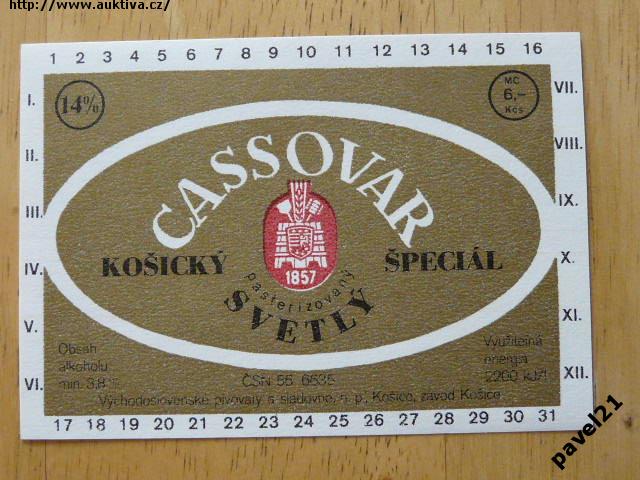 http://www.auktiva.cz/
1 2 3 4 5 6 7 8 9 10 11 12 13 14 15 16
I. VII.
14% MC
6,-
Kčs
II. VIII.
CASSOVAR
III. IX.
KOŠICKÝ 1857 ŠPECIÁL
IV. X.
pasterizovaný
SVETLÝ
V. XI.
Obsah
alkoholu
min. 3,8 %
Využiteľná
energia
2200 kJ/l
ČSN 55 6635
VI. XII.
Východoslovenské pivovary a sladovne, n. p., Košice, závod Košice
17 18 19 20 21 22 23 24 25 26 27 28 29 30 31
pavel21